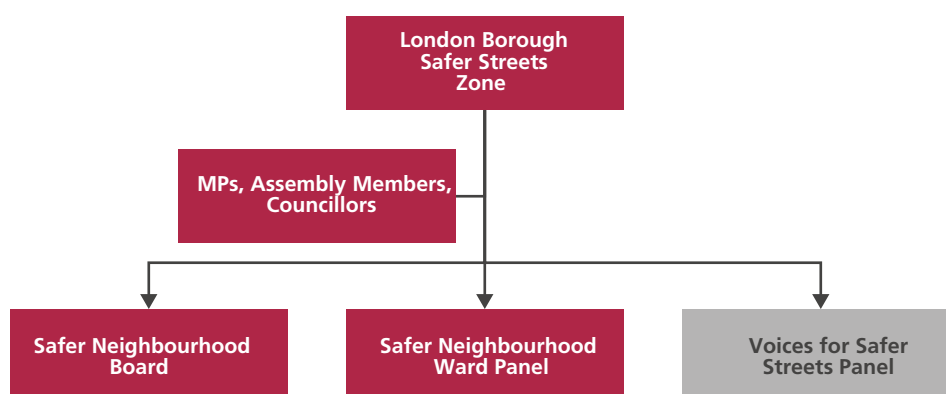 London Borough
Safer Streets
Zone
MPs, Assembly Members,
Councillors
Safer Neighbourhood
Board
Safer Neighbourhood
Ward Panel
Voices for Safer
Streets Panel